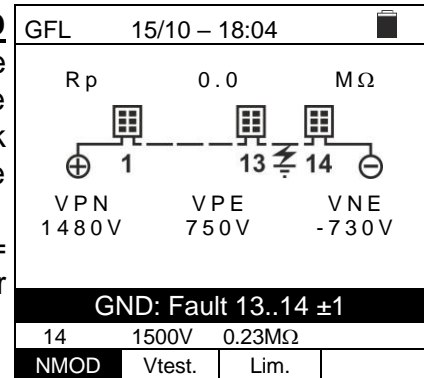 GFL 15/10 – 18:04
Rp 0.0 MΩ
1 13 14
VPN VPE VNE
1480V 750V -730V
GND: Fault 13..14 ±1
14 1500V 0.23MΩ
NMOD Vtest. Lim.